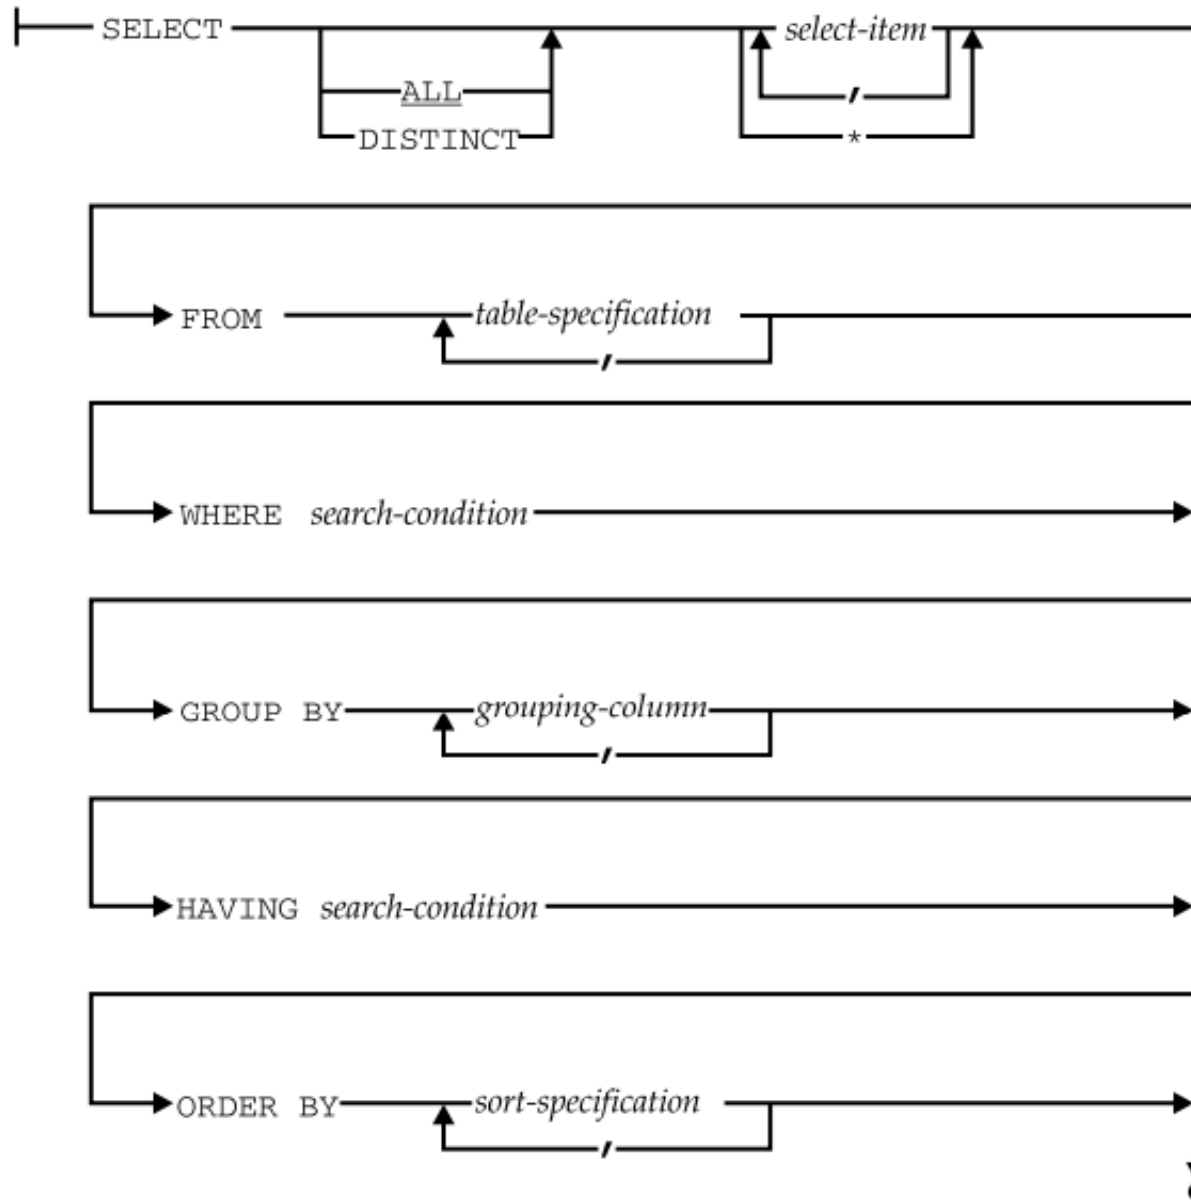 SELECT select-item
ALL ,
DISTINCT *
FROM table-specification
,
WHERE search-condition
GROUP BY grouping-column
,
HAVING search-condition
ORDER BY sort-specification
,